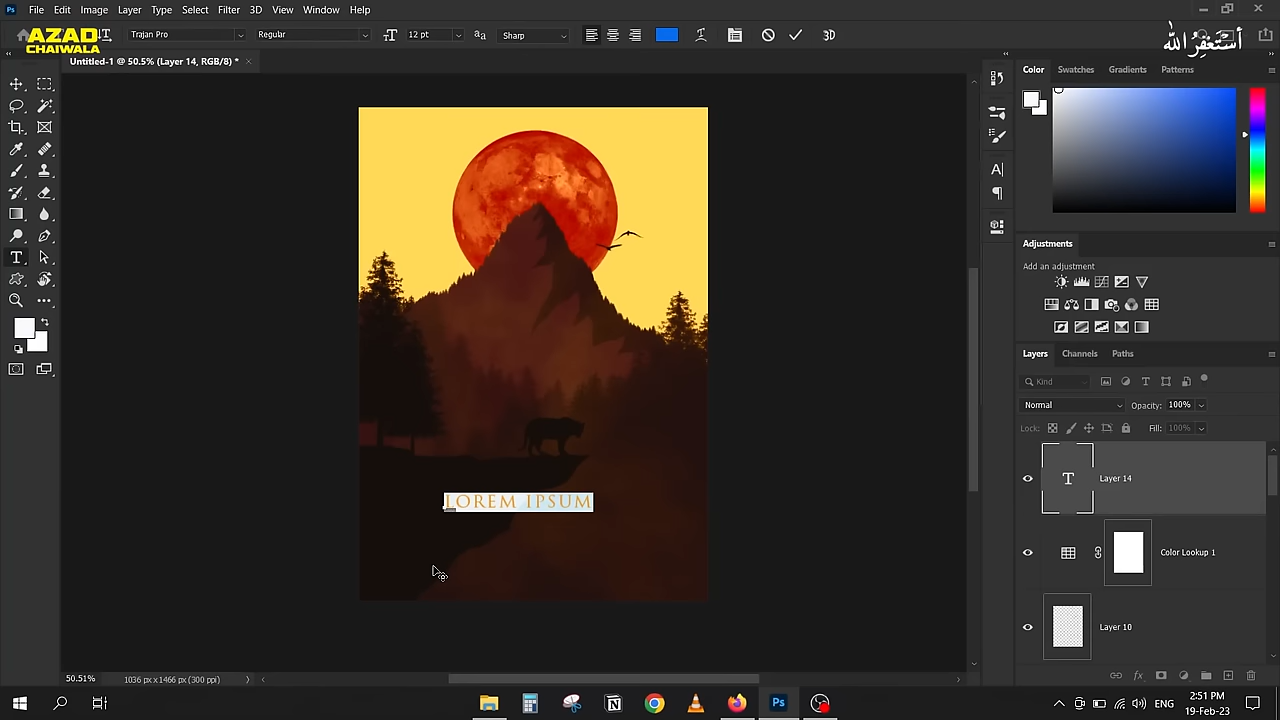 File Edit Image Layer Type Select Filter 3D View Window Help
AZAD
CHAIWALA
Trajan Pro Regular 12 pt Sharp 3D
أستغفر الله
Untitled-1 @ 50.5% (Layer 14, RGB/8) *
Color Swatches Gradients Patterns
Adjustments
Add an adjustment
Layers Channels Paths
Kind
Normal Opacity: 100%
Lock: Fill: 100%
T Layer 14
LOREM IPSUM
Color Lookup 1
Layer 10
50.51% 1036 px x 1466 px (300 ppi)
ENG 2:51 PM
19-Feb-23